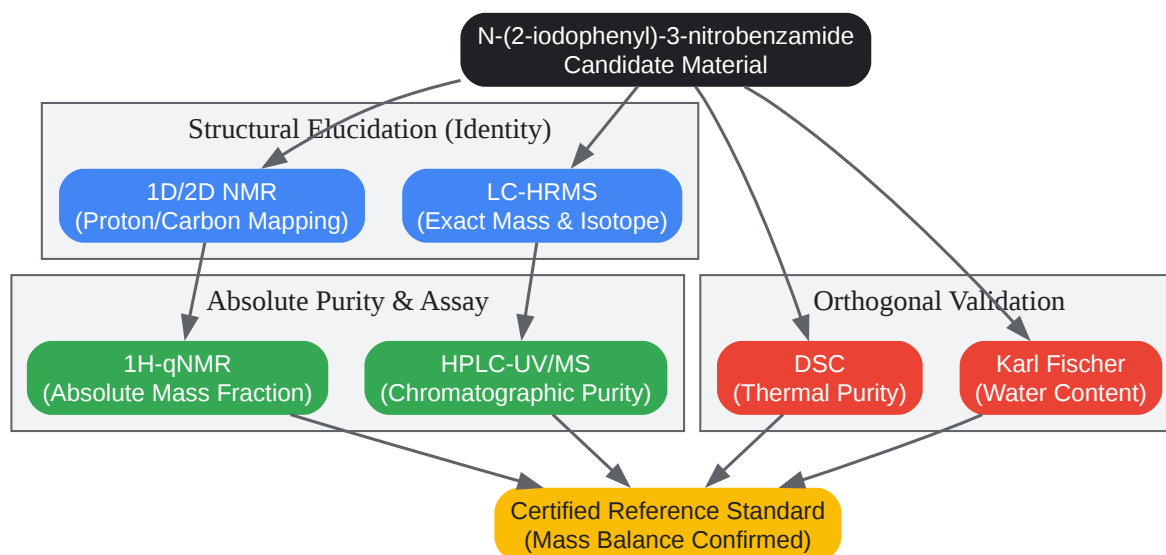 N-(2-iodophenyl)-3-nitrobenzamide
Candidate Material
Structural Elucidation (Identity)
1D/2D NMR
(Proton/Carbon Mapping)
LC-HRMS
(Exact Mass & Isotope)
Absolute Purity & Assay
1H-qNMR
(Absolute Mass Fraction)
HPLC-UV/MS
(Chromatographic Purity)
Orthogonal Validation
DSC
(Thermal Purity)
Karl Fischer
(Water Content)
Certified Reference Standard
(Mass Balance Confirmed)